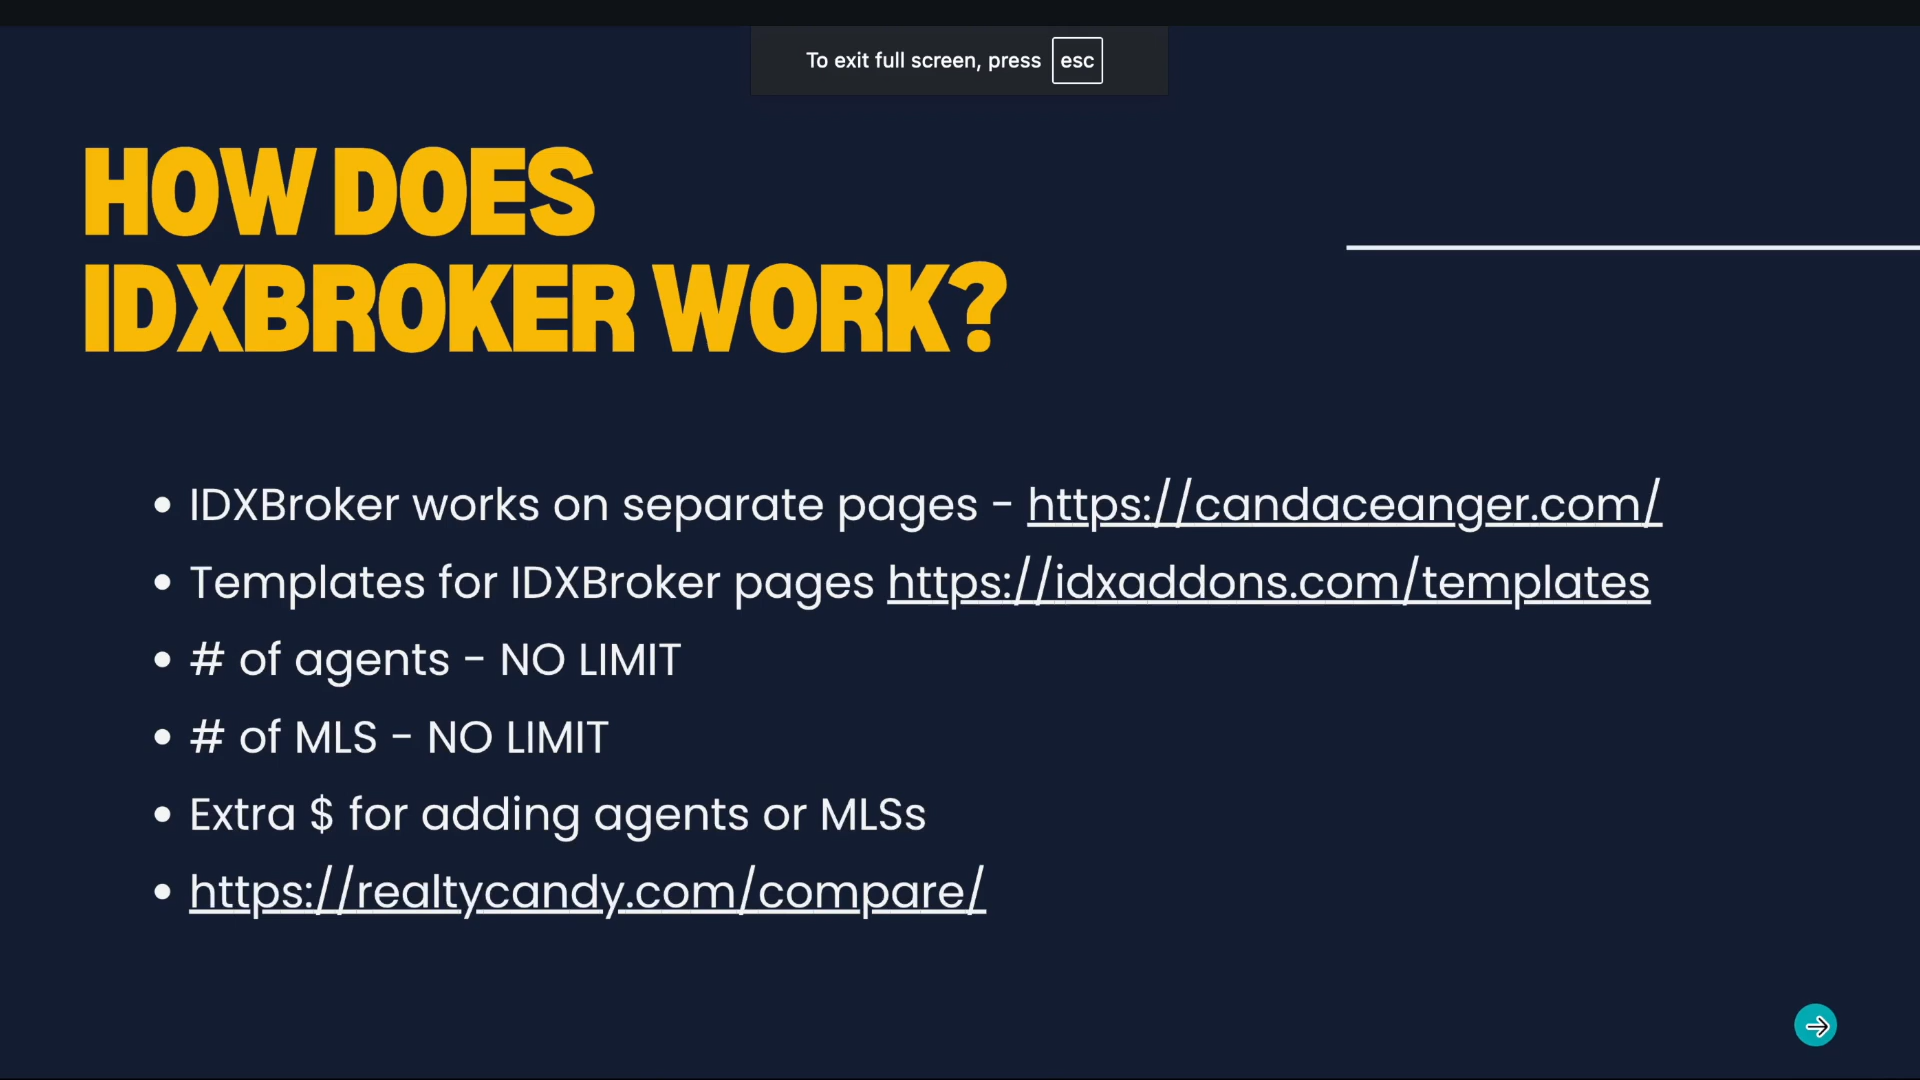 To exit full screen, press esc
HOW DOES
IDXBROKER WORK?
• IDXBroker works on separate pages - https://candaceanger.com/
• Templates for IDXBroker pages https://idxaddons.com/templates
• # of agents - NO LIMIT
• # of MLS - NO LIMIT
• Extra $ for adding agents or MLSs
• https://realtycandy.com/compare/